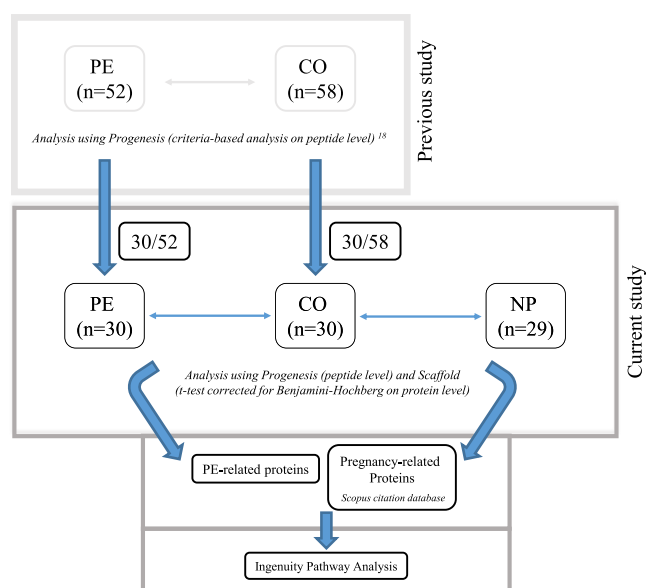 PE
(n=52)
CO
(n=58)
Analysis using Progenesis (criteria-based analysis on peptide level) 18
Previous study
30/52
30/58
PE
(n=30)
CO
(n=30)
NP
(n=29)
Analysis using Progenesis (peptide level) and Scaffold
(t-test corrected for Benjamini-Hochberg on protein level)
Current study
PE-related proteins
Pregnancy-related
Proteins
Scopus citation database
Ingenuity Pathway Analysis